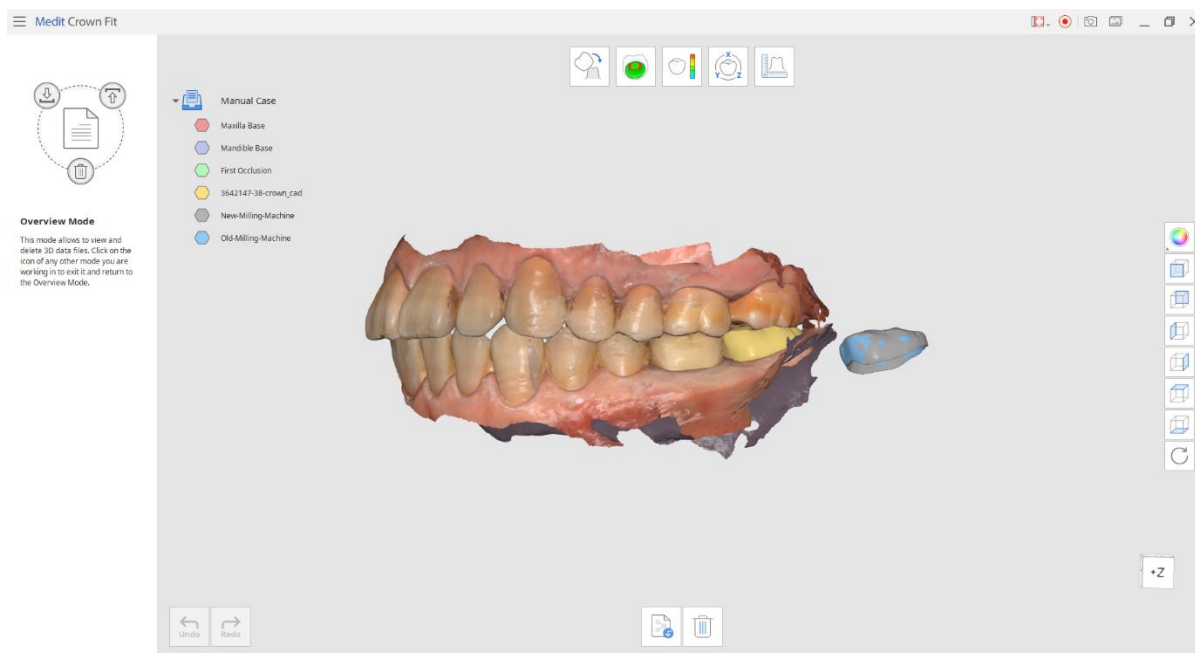 Medit Crown Fit
Overview Mode
This mode allows to view and
delete 3D data files. Click on the
icon of any other mode you are
working in to exit it and return to
the Overview Mode.
Manual Case
Maxilla Base
Mandible Base
First Occlusion
3642147-38-crown_cad
New-Milling-Machine
Old-Milling-Machine
X
Y Z
+Z
Undo Redo